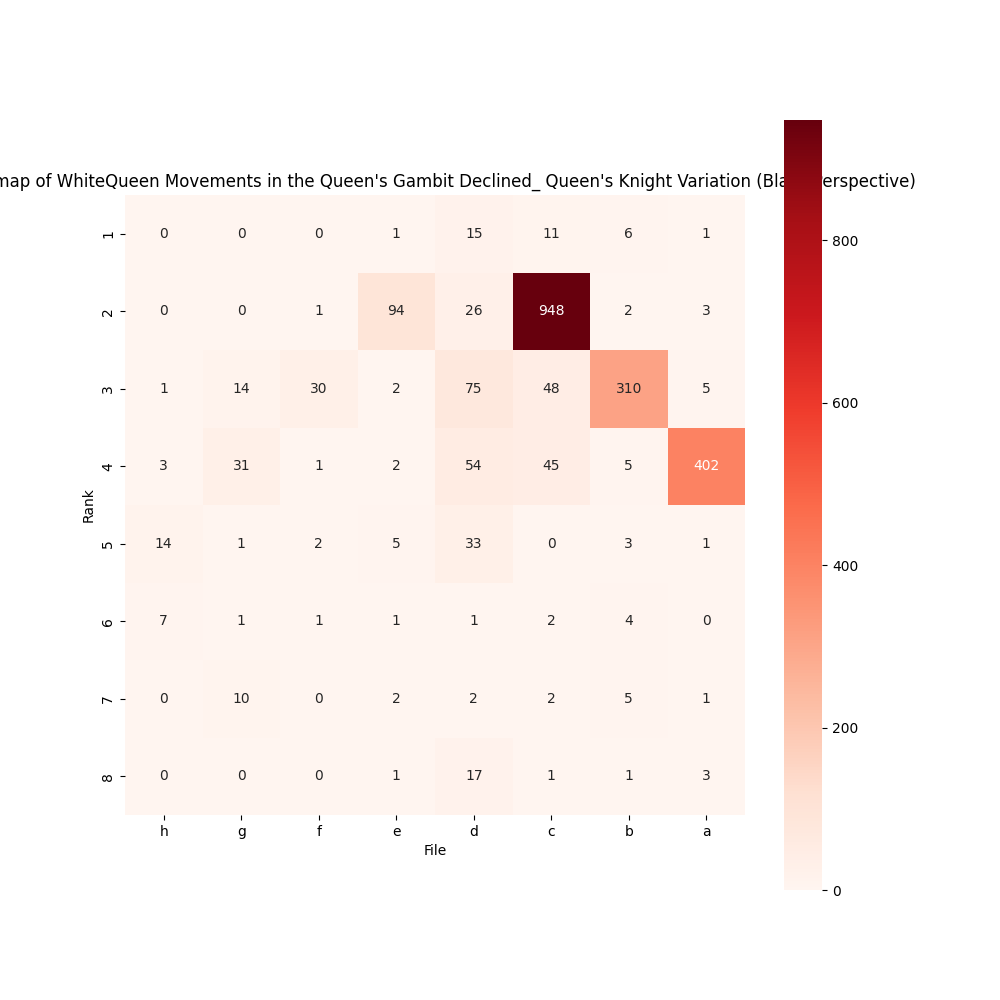 map of WhiteQueen Movements in the Queen's Gambit Declined_ Queen's Knight Variation (Bla erspective)
800
600
400
200
0
Rank
1 0 0 0 1 15 11 6 1
2 0 0 1 94 26 948 2 3
3 1 14 30 2 75 48 310 5
4 3 31 1 2 54 45 5 402
5 14 1 2 5 33 0 3 1
6 7 1 1 1 1 2 4 0
7 0 10 0 2 2 2 5 1
8 0 0 0 1 17 1 1 3
h g f e d c b a
File